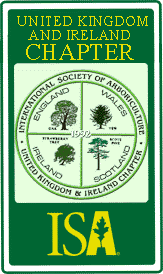 UNITED KINGDOM
AND IRELAND
CHAPTER
INTERNATIONAL SOCIETY OF ARBORICULTURE
ENGLAND
WALES
OAK
YEW
1992
STRAWBERRY TREE
SCOTS PINE
IRELAND
SCOTLAND
UNITED KINGDOM & IRELAND CHAPTER
ISA